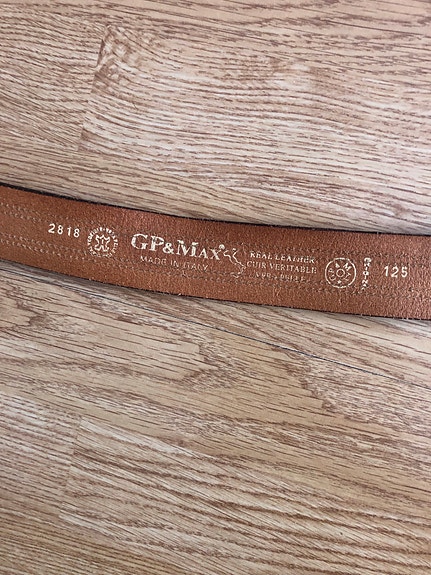 2818
GP&MAX
MADE IN ITALY
REAL LEATHER
CUIR VERITABLE
125